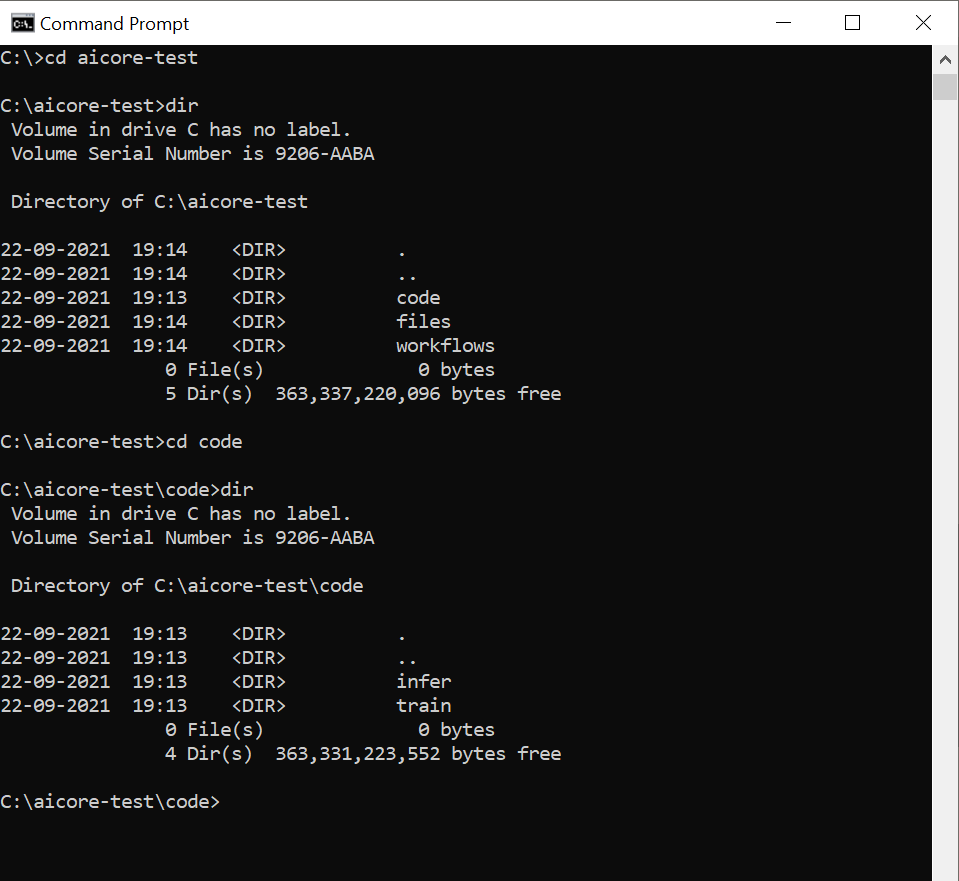 Command Prompt
C:\>cd aicore-test
C:\aicore-test>dir
 Volume in drive C has no label.
 Volume Serial Number is 9206-AABA
 Directory of C:\aicore-test
22-09-2021  19:14    <DIR>          .
22-09-2021  19:14    <DIR>          ..
22-09-2021  19:13    <DIR>          code
22-09-2021  19:14    <DIR>          files
22-09-2021  19:14    <DIR>          workflows
               0 File(s)              0 bytes
               5 Dir(s)  363,337,220,096 bytes free
C:\aicore-test>cd code
C:\aicore-test\code>dir
 Volume in drive C has no label.
 Volume Serial Number is 9206-AABA
 Directory of C:\aicore-test\code
22-09-2021  19:13    <DIR>          .
22-09-2021  19:13    <DIR>          ..
22-09-2021  19:13    <DIR>          infer
22-09-2021  19:13    <DIR>          train
               0 File(s)              0 bytes
               4 Dir(s)  363,331,223,552 bytes free
C:\aicore-test\code>